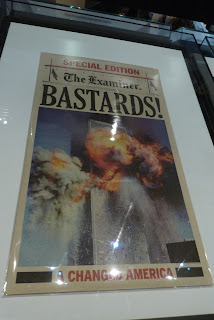 SPECIAL EDITION
The Examiner.
BASTARDS!
A CHANGED AMERICA